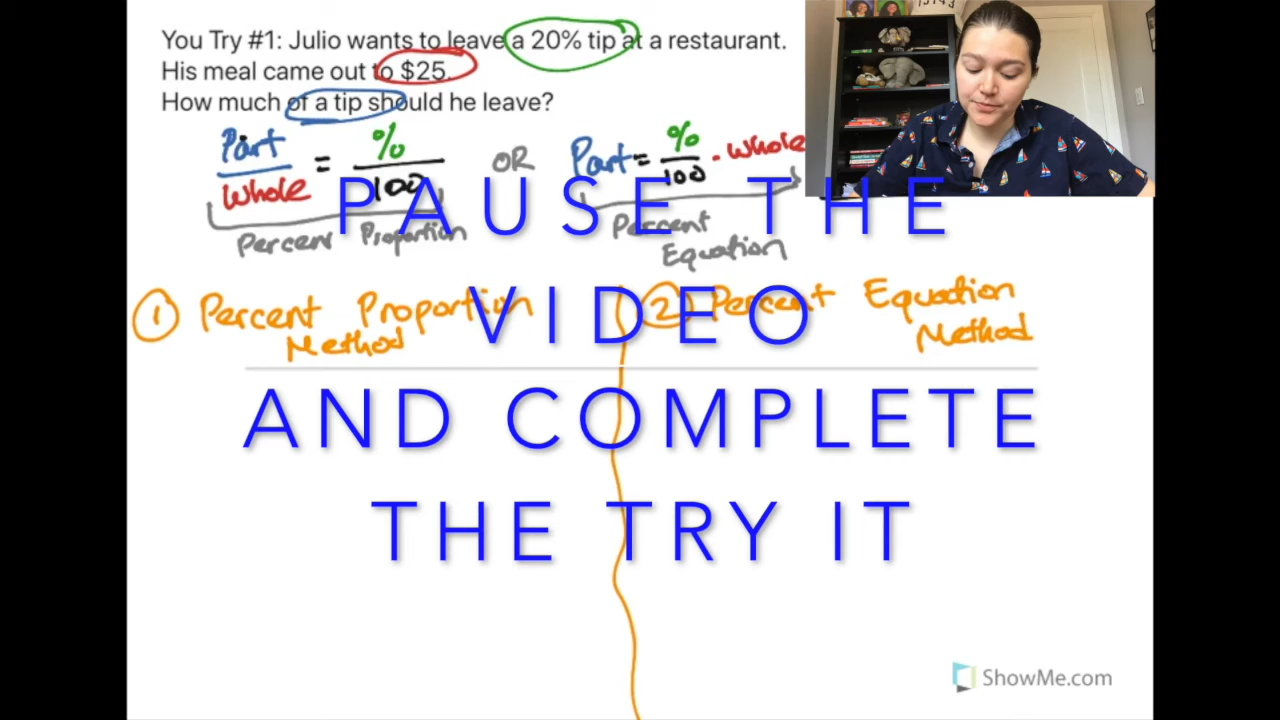 You Try #1: Julio wants to leave a 20% tip at a restaurant.
His meal came out to $25.
How much of a tip should he leave?
Part/Whole = %/100 OR Part = %/100 · Whole
Percent Proportion
Percent Equation
① Percent Proportion Method
② Percent Equation Method
PAUSE THE
VIDEO
AND COMPLETE
THE TRY IT
ShowMe.com